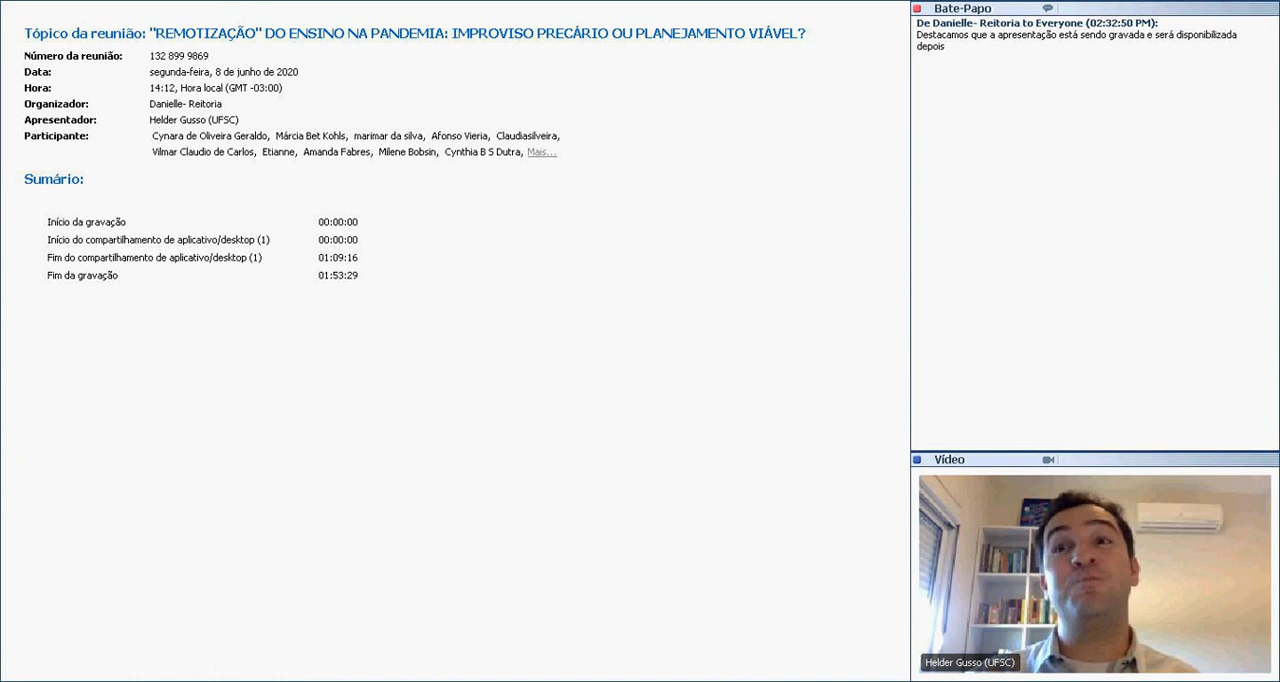 Tópico da reunião: "REMOTIZAÇÃO" DO ENSINO NA PANDEMIA: IMPROVISO PRECÁRIO OU PLANEJAMENTO VIÁVEL?
Número da reunião: 132 899 9869
Data: segunda-feira, 8 de junho de 2020
Hora: 14:12, Hora local (GMT -03:00)
Organizador: Danielle- Reitoria
Apresentador: Helder Gusso (UFSC)
Participante: Cynara de Oliveira Geraldo, Márcia Bet Kohls, marimar da silva, Afonso Vieria, Claudiasilveira,
Vilmar Claudio de Carlos, Etianne, Amanda Fabres, Milene Bobsin, Cynthia B S Dutra, Mais...
Sumário:
Início da gravação 00:00:00
Início do compartilhamento de aplicativo/desktop (1) 00:00:00
Fim do compartilhamento de aplicativo/desktop (1) 01:09:16
Fim da gravação 01:53:29
Bate-Papo
De Danielle- Reitoria to Everyone (02:32:50 PM):
Destacamos que a apresentação está sendo gravada e será disponibilizada
depois
Vídeo
Helder Gusso (UFSC)